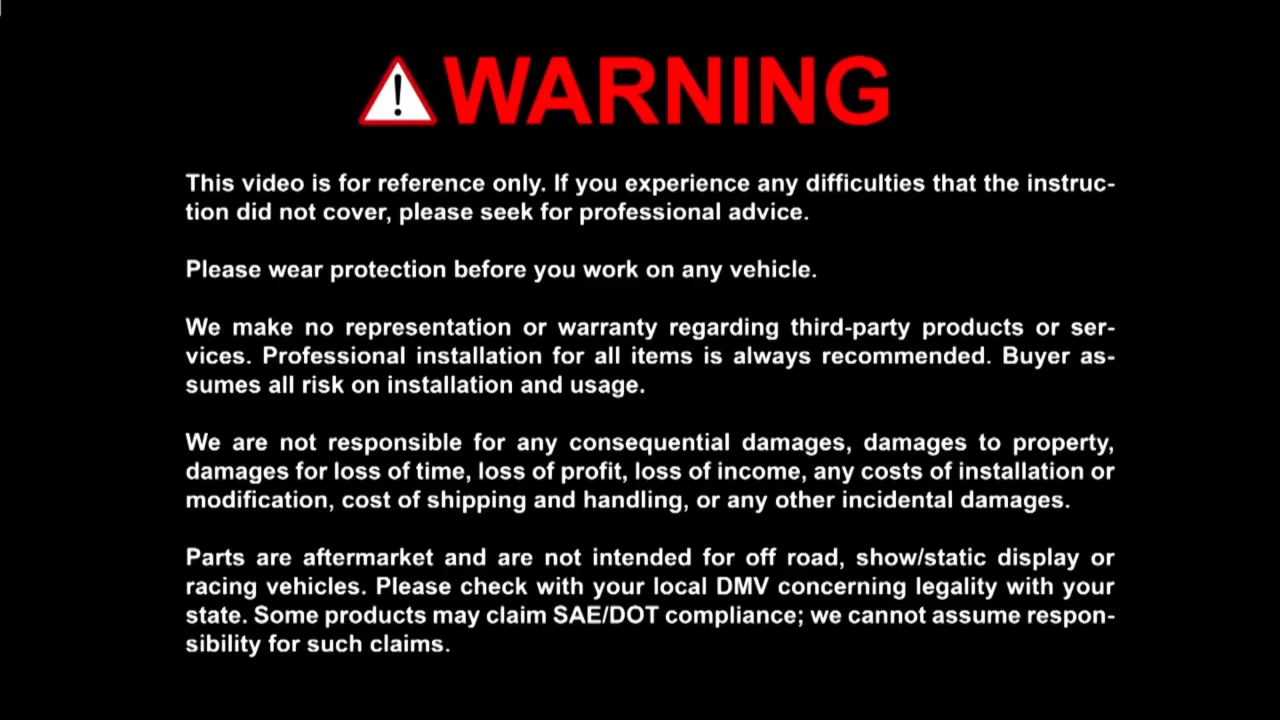 WARNING
This video is for reference only. If you experience any difficulties that the instruc-
tion did not cover, please seek for professional advice.
Please wear protection before you work on any vehicle.
We make no representation or warranty regarding third-party products or ser-
vices. Professional installation for all items is always recommended. Buyer as-
sumes all risk on installation and usage.
We are not responsible for any consequential damages, damages to property,
damages for loss of time, loss of profit, loss of income, any costs of installation or
modification, cost of shipping and handling, or any other incidental damages.
Parts are aftermarket and are not intended for off road, show/static display or
racing vehicles. Please check with your local DMV concerning legality with your
state. Some products may claim SAE/DOT compliance; we cannot assume respon-
sibility for such claims.